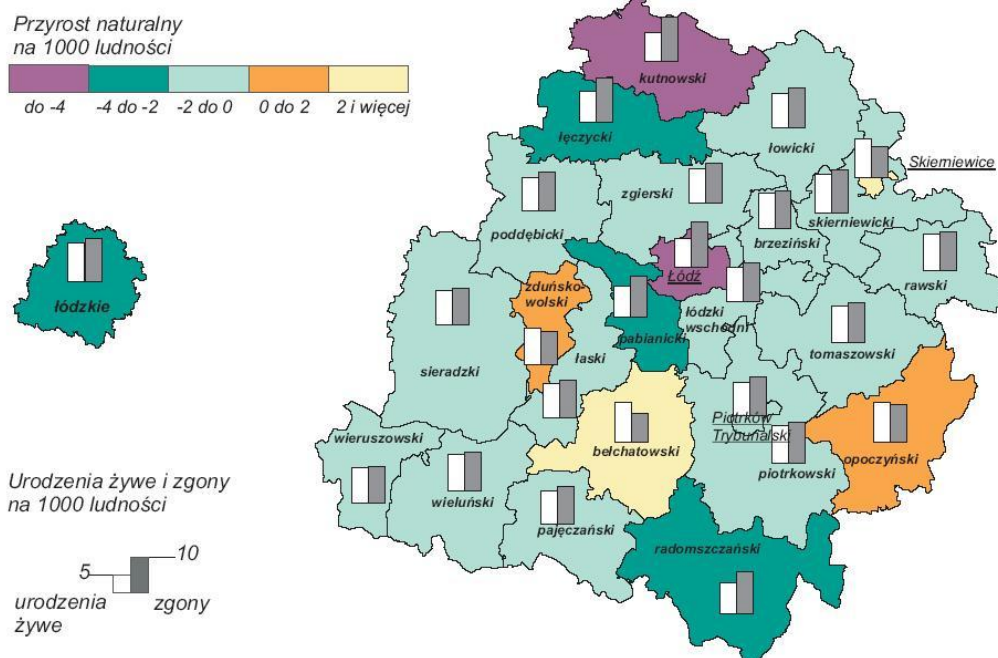 Przyrost naturalny
na 1000 ludności
do -4
-4 do -2
-2 do 0
0 do 2
2 i więcej
kutnowski
łęczycki
łowicki
Skierniewice
zgierski
skierniewicki
poddębicki
brzeziński
łódzkie
Łódź
rawski
zduńsko-
wolski
łódzki
wschodni
pabianicki
tomaszowski
łaski
sieradzki
Piotrków
Trybunalski
wieruszowski
bełchatowski
opoczyński
piotrkowski
wieluński
pajęczański
radomszczański
Urodzenia żywe i zgony
na 1000 ludności
5
10
urodzenia
żywe
zgony